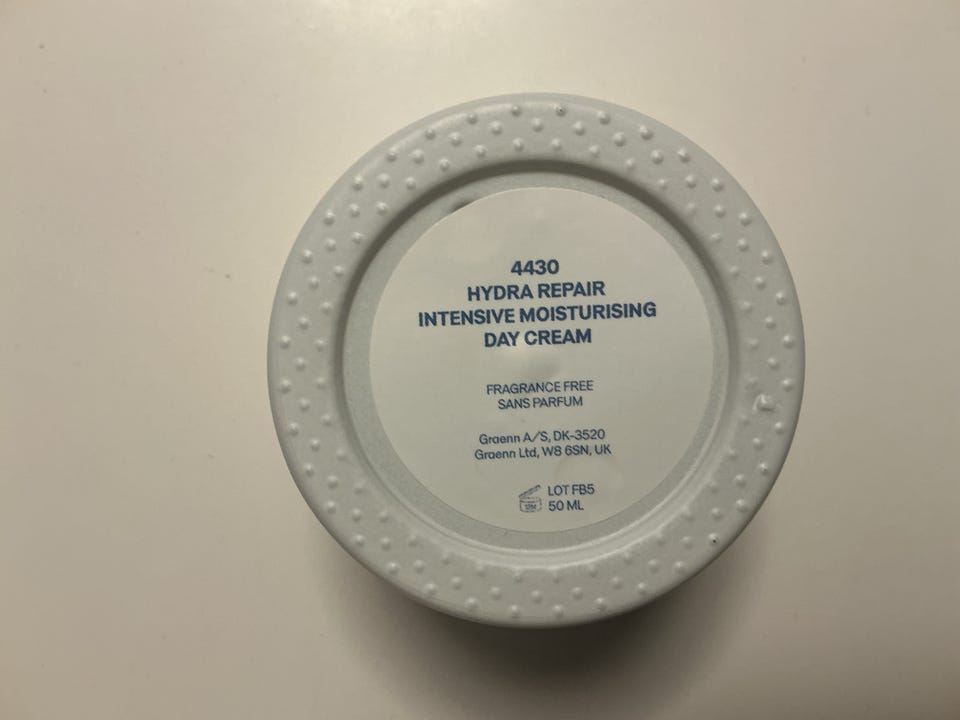 4430
HYDRA REPAIR
INTENSIVE MOISTURISING
DAY CREAM
FRAGRANCE FREE
SANS PARFUM
Graenn A/S, DK-3520
Graenn Ltd, W8 6SN, UK
12M
LOT FB5
50 ML